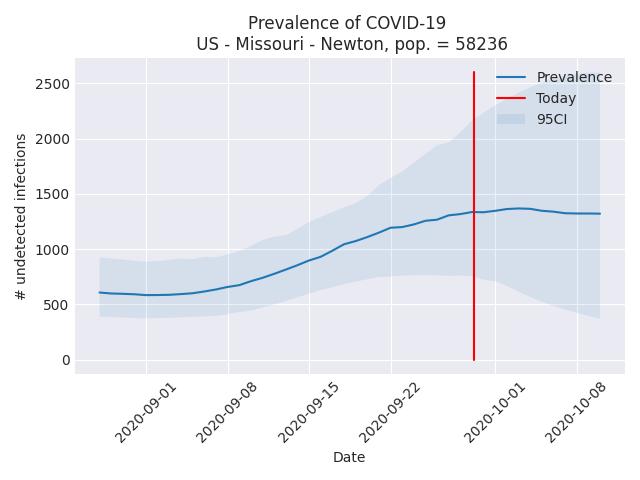 Prevalence of COVID-19
US - Missouri - Newton, pop. = 58236
Prevalence
Today
95CI
2500
2000
1500
1000
500
0
# undetected infections
2020-09-01
2020-09-08
2020-09-15
2020-09-22
2020-10-01
2020-10-08
Date